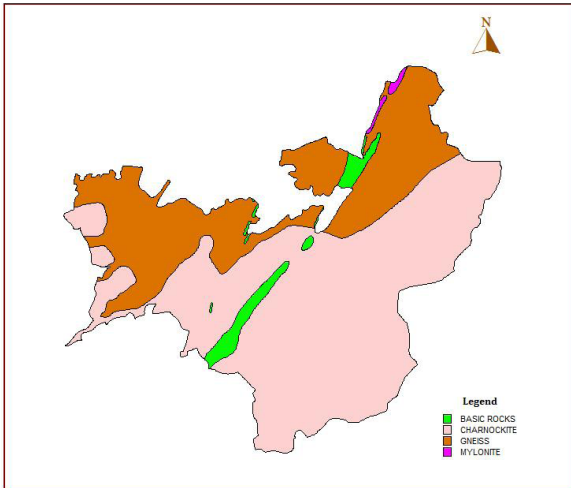 N
Legend
BASIC ROCKS
CHARNOCKITE
GNEISS
MYLONITE